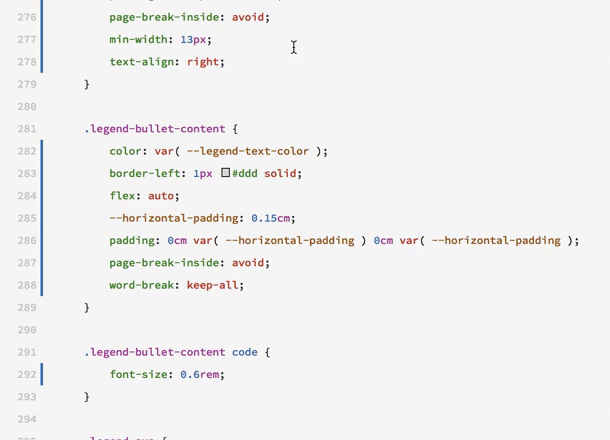 276 page-break-inside: avoid;
277 min-width: 13px;
278 text-align: right;
279 }
280
281 .legend-bullet-content {
282 color: var( --legend-text-color );
283 border-left: 1px #ddd solid;
284 flex: auto;
285 --horizontal-padding: 0.15cm;
286 padding: 0cm var( --horizontal-padding ) 0cm var( --horizontal-padding );
287 page-break-inside: avoid;
288 word-break: keep-all;
289 }
290
291 .legend-bullet-content code {
292 font-size: 0.6rem;
293 }
294